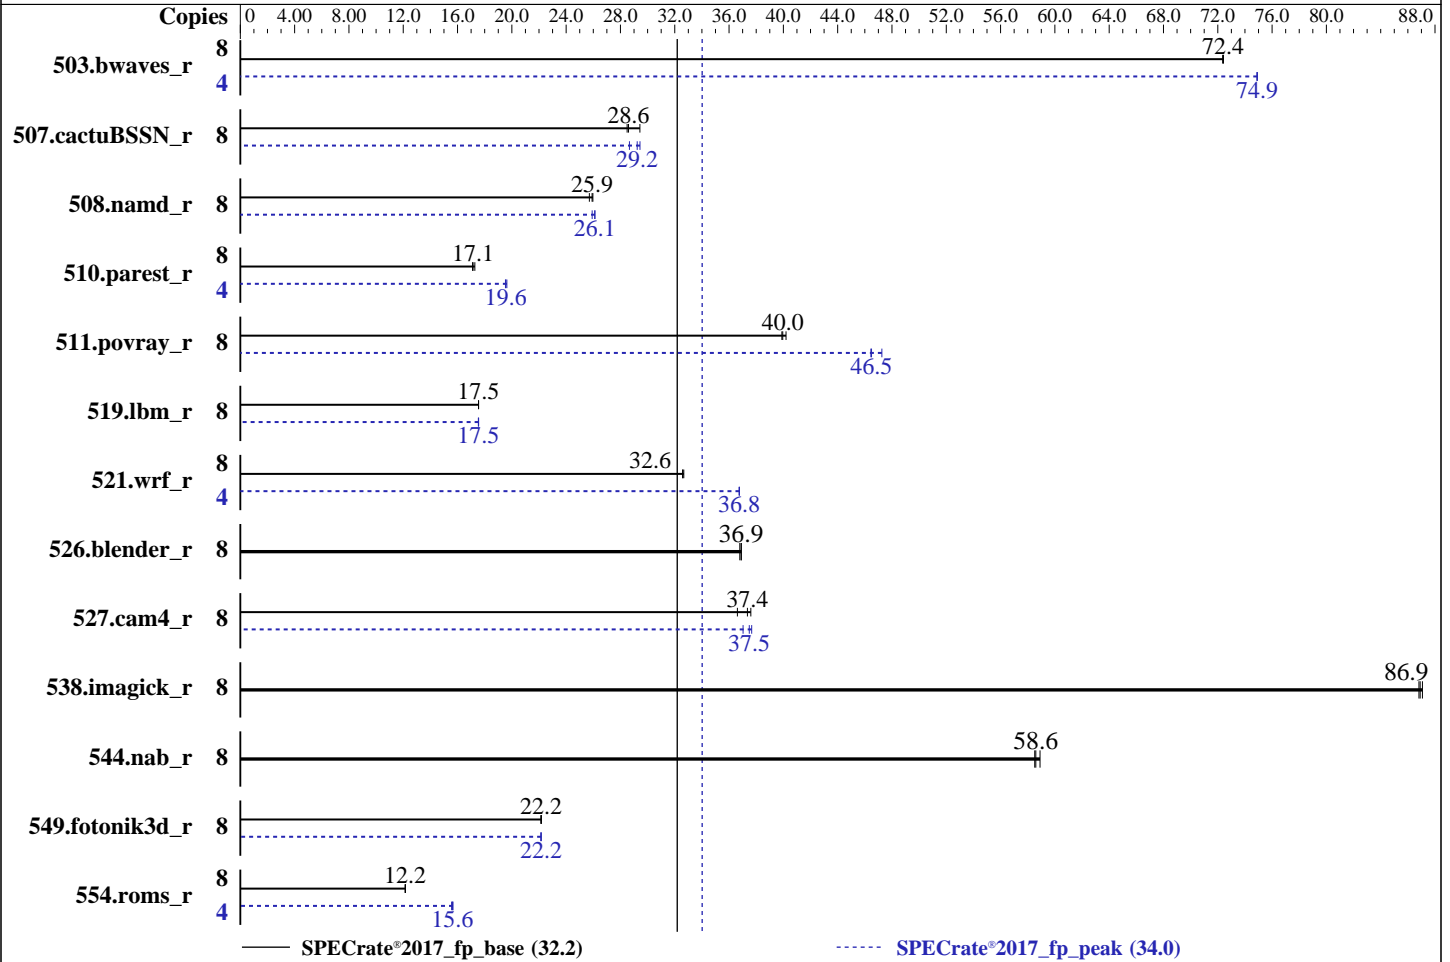 Copies 0 4.00 8.00 12.0 16.0 20.0 24.0 28.0 32.0 36.0 40.0 44.0 48.0 52.0 56.0 60.0 64.0 68.0 72.0 76.0 80.0 88.0
503.bwaves_r 8 72.4
4 74.9
507.cactuBSSN_r 8 28.6
29.2
508.namd_r 8 25.9
26.1
510.parest_r 8 17.1
4 19.6
511.povray_r 8 40.0
46.5
519.lbm_r 8 17.5
17.5
521.wrf_r 8 32.6
4 36.8
526.blender_r 8 36.9
527.cam4_r 8 37.4
37.5
538.imagick_r 8 86.9
544.nab_r 8 58.6
549.fotonik3d_r 8 22.2
22.2
554.roms_r 8 12.2
4 15.6
SPECrate®2017_fp_base (32.2) SPECrate®2017_fp_peak (34.0)